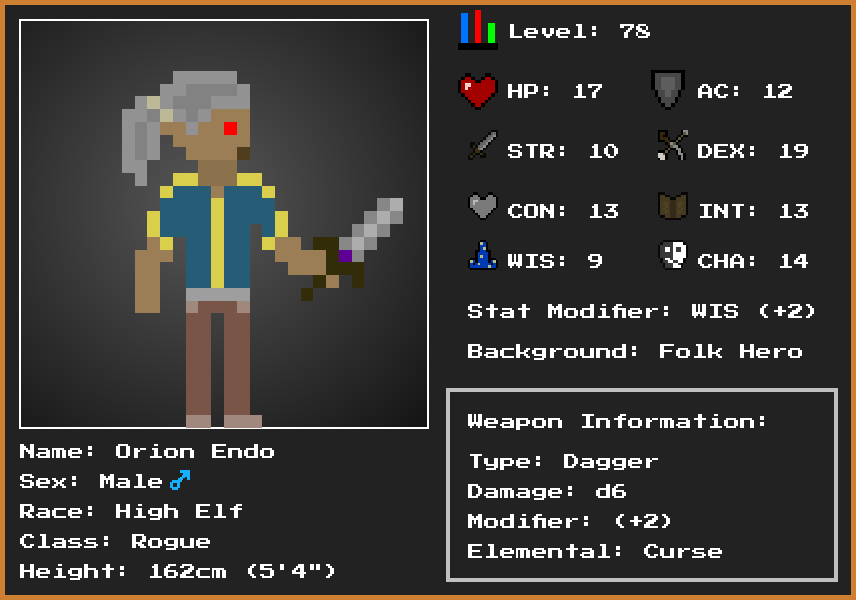 Level: 78
HP: 17 AC: 12
STR: 10 DEX: 19
CON: 13 INT: 13
WIS: 9 CHA: 14
Stat Modifier: WIS (+2)
Background: Folk Hero
Weapon Information:
Type: Dagger
Damage: d6
Modifier: (+2)
Elemental: Curse
Name: Orion Endo
Sex: Male ♂
Race: High Elf
Class: Rogue
Height: 162cm (5'4")